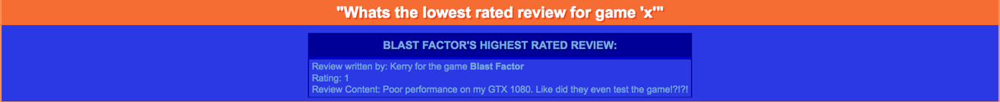 "Whats the lowest rated review for game 'x'"
BLAST FACTOR'S HIGHEST RATED REVIEW:
Review written by: Kerry for the game Blast Factor
Rating: 1
Review Content: Poor performance on my GTX 1080. Like did they even test the game!?!?!